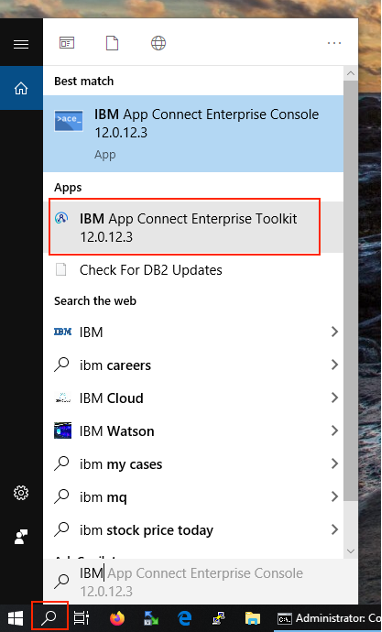 Best match
IBM App Connect Enterprise Console
12.0.12.3
>ace_
App
Apps
IBM App Connect Enterprise Toolkit
12.0.12.3
Check For DB2 Updates
Search the web
IBM
IBM
ibm careers
IBM Cloud
IBM Watson
ibm my cases
ibm mq
ibm stock price today
IBM App Connect Enterprise Console
12.0.12.3
Administrator: Co